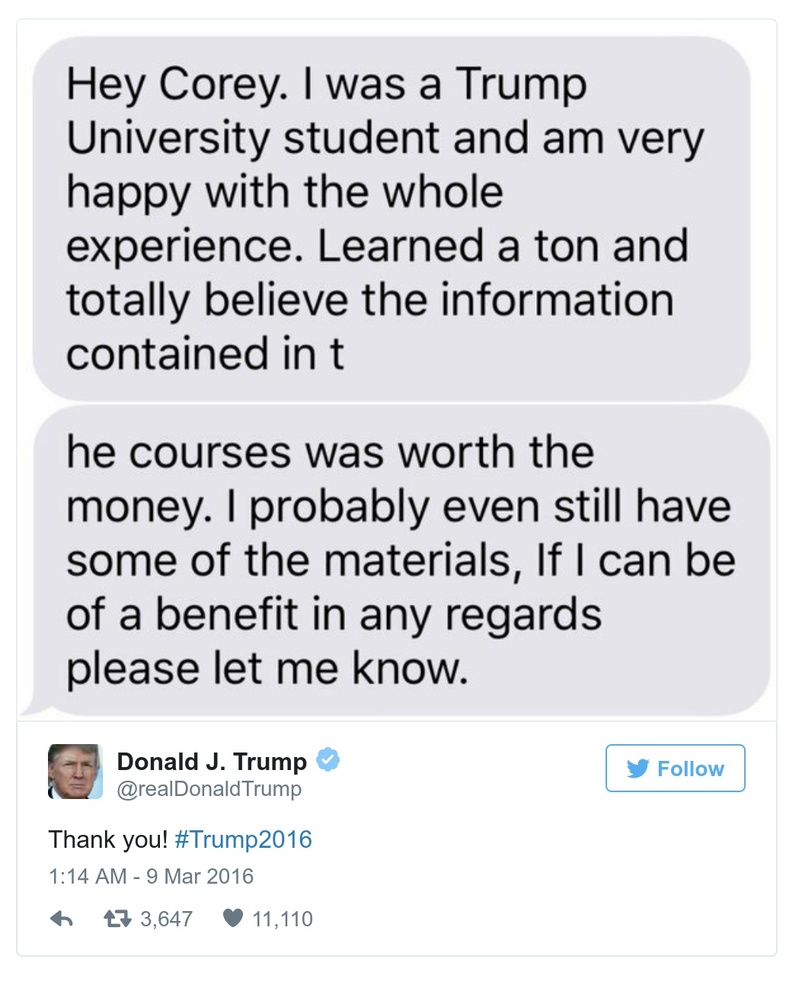 Hey Corey. I was a Trump
University student and am very
happy with the whole
experience. Learned a ton and
totally believe the information
contained in t
he courses was worth the
money. I probably even still have
some of the materials, If I can be
of a benefit in any regards
please let me know.
Donald J. Trump
@realDonaldTrump
Follow
Thank you! #Trump2016
1:14 AM - 9 Mar 2016
3,647 11,110